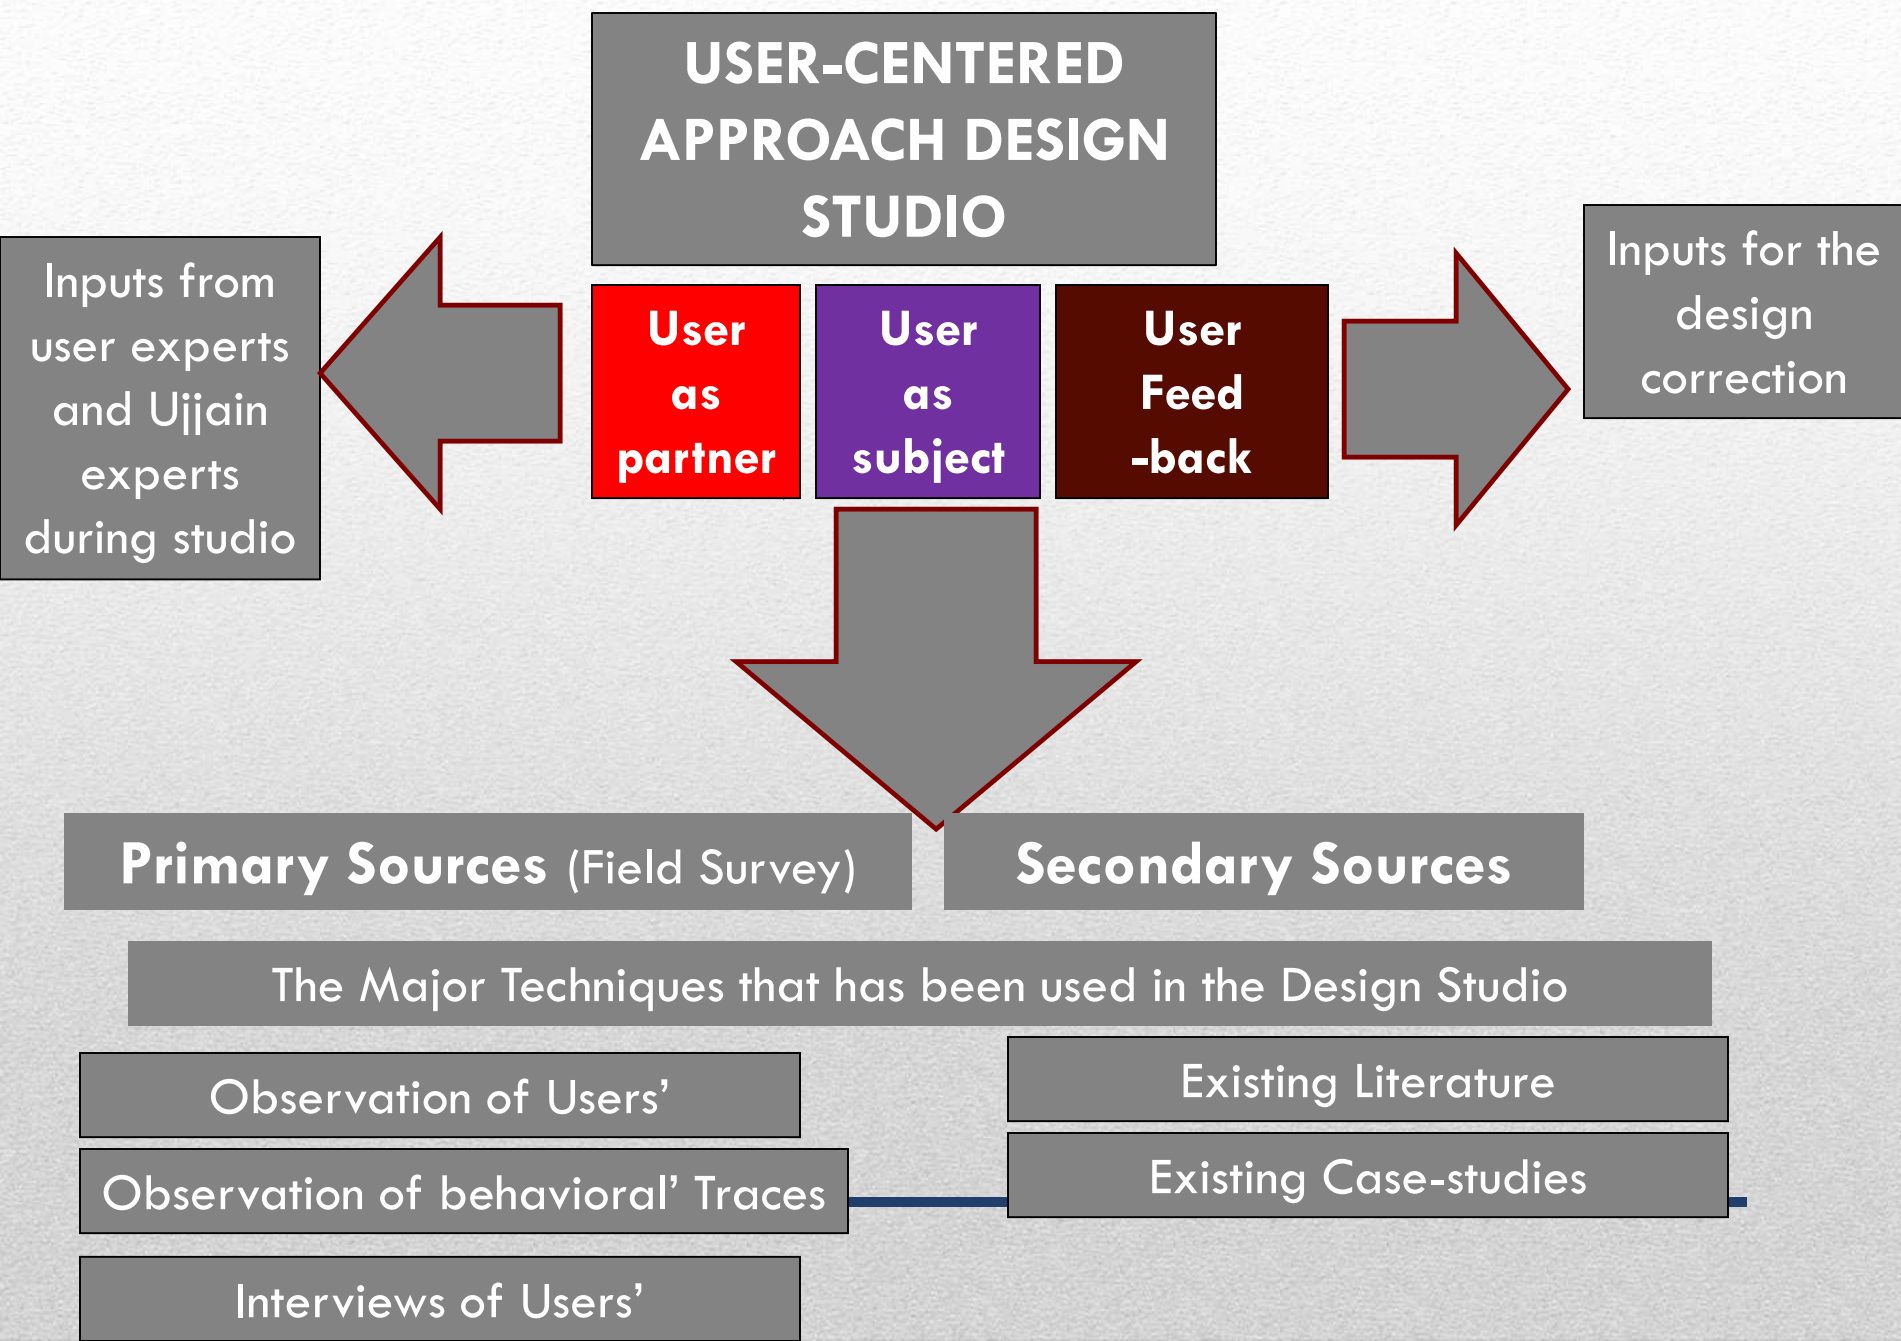 USER-CENTERED
APPROACH DESIGN
STUDIO
Inputs from
user experts
and Ujjain
experts
during studio
User
as
partner
User
as
subject
User
Feed
-back
Inputs for the
design
correction
Primary Sources (Field Survey)
Secondary Sources
The Major Techniques that has been used in the Design Studio
Observation of Users’
Observation of behavioral’ Traces
Interviews of Users’
Existing Literature
Existing Case-studies